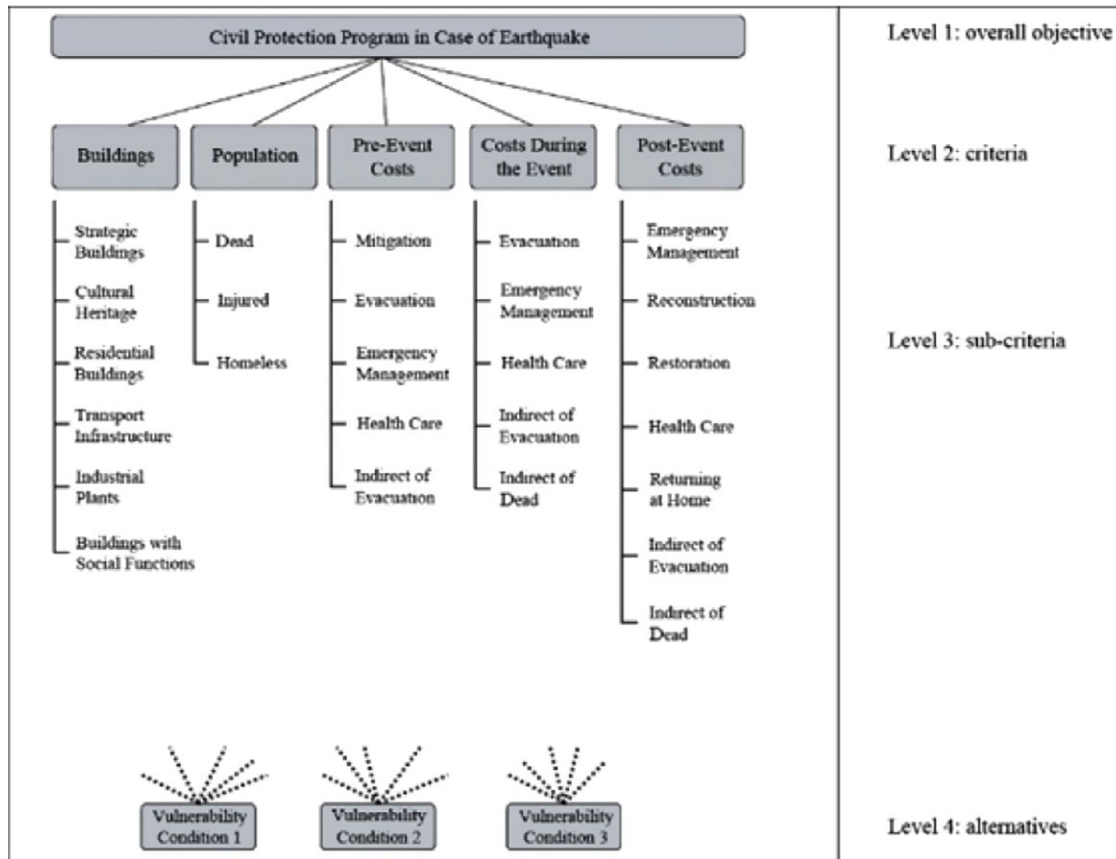 Civil Protection Program in Case of Earthquake
Level 1: overall objective
Buildings
Population
Pre-Event
Costs
Costs During
the Event
Post-Event
Costs
Level 2: criteria
Strategic
Buildings
Cultural
Heritage
Residential
Buildings
Transport
Infrastructure
Industrial
Plants
Buildings with
Social Functions
Dead
Injured
Homeless
Mitigation
Evacuation
Emergency
Management
Health Care
Indirect of
Evacuation
Evacuation
Emergency
Management
Health Care
Indirect of
Evacuation
Indirect of
Dead
Emergency
Management
Reconstruction
Restoration
Health Care
Returning
at Home
Indirect of
Evacuation
Indirect of
Dead
Level 3: sub-criteria
Vulnerability
Condition 1
Vulnerability
Condition 2
Vulnerability
Condition 3
Level 4: alternatives